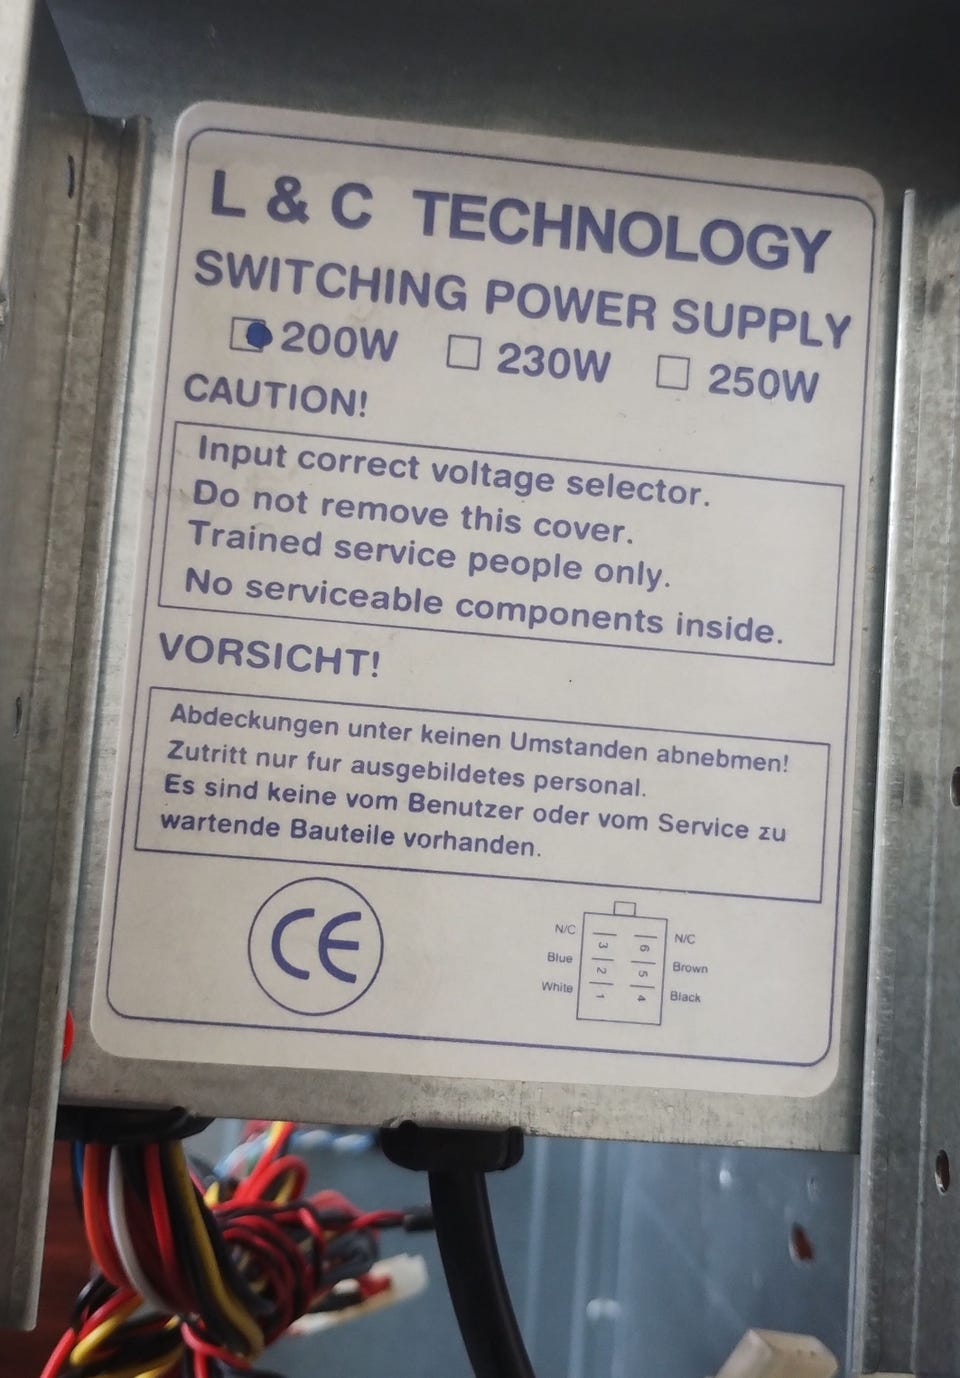 L & C TECHNOLOGY
SWITCHING POWER SUPPLY
200W 230W 250W
CAUTION!
Input correct voltage selector.
Do not remove this cover.
Trained service people only.
No serviceable components inside.
VORSICHT!
Abdeckungen unter keinen Umstanden abnebmen!
Zutritt nur fur ausgebildetes personal.
Es sind keine vom Benutzer oder vom Service zu
wartende Bauteile vorhanden.
CE
N/C 3 6 N/C
Blue 2 5 Brown
White 1 4 Black